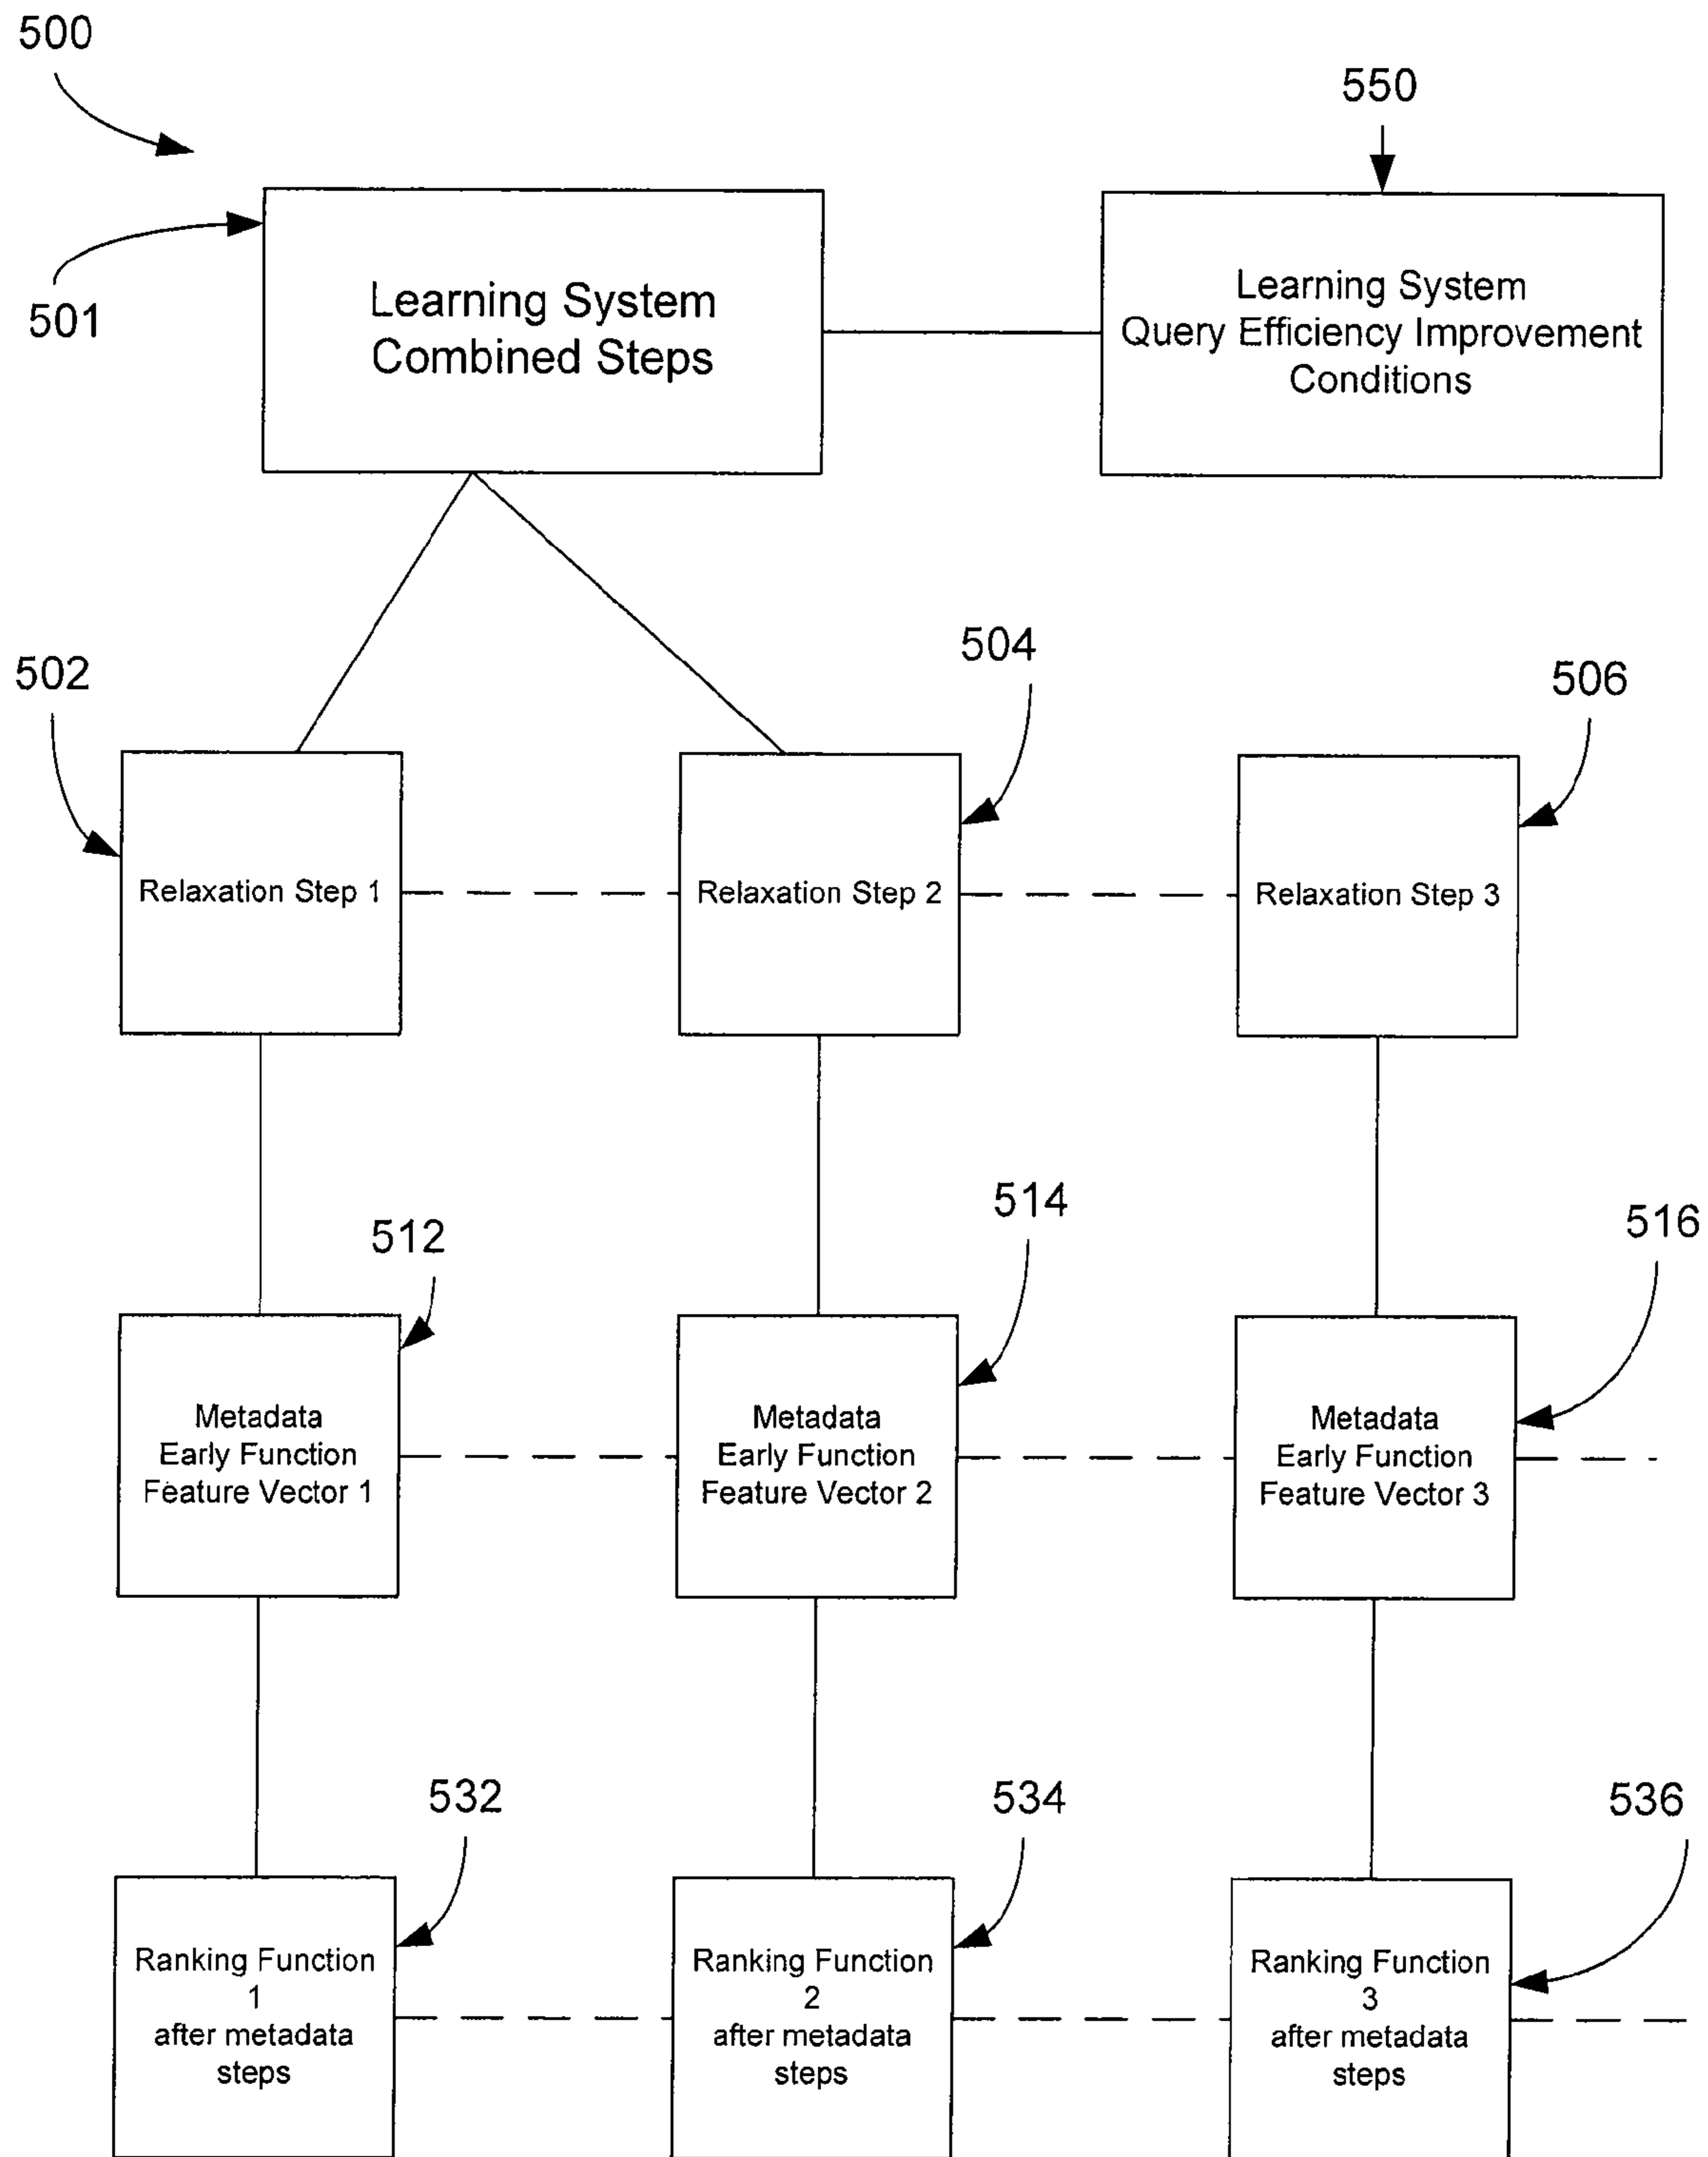 500
550
501
Learning System
Combined Steps
Learning System
Query Efficiency Improvement
Conditions
502
504
506
Relaxation Step 1
Relaxation Step 2
Relaxation Step 3
512
514
516
Metadata
Early Function
Feature Vector 1
Metadata
Early Function
Feature Vector 2
Metadata
Early Function
Feature Vector 3
532
534
536
Ranking Function
1
after metadata
steps
Ranking Function
2
after metadata
steps
Ranking Function
3
after metadata
steps